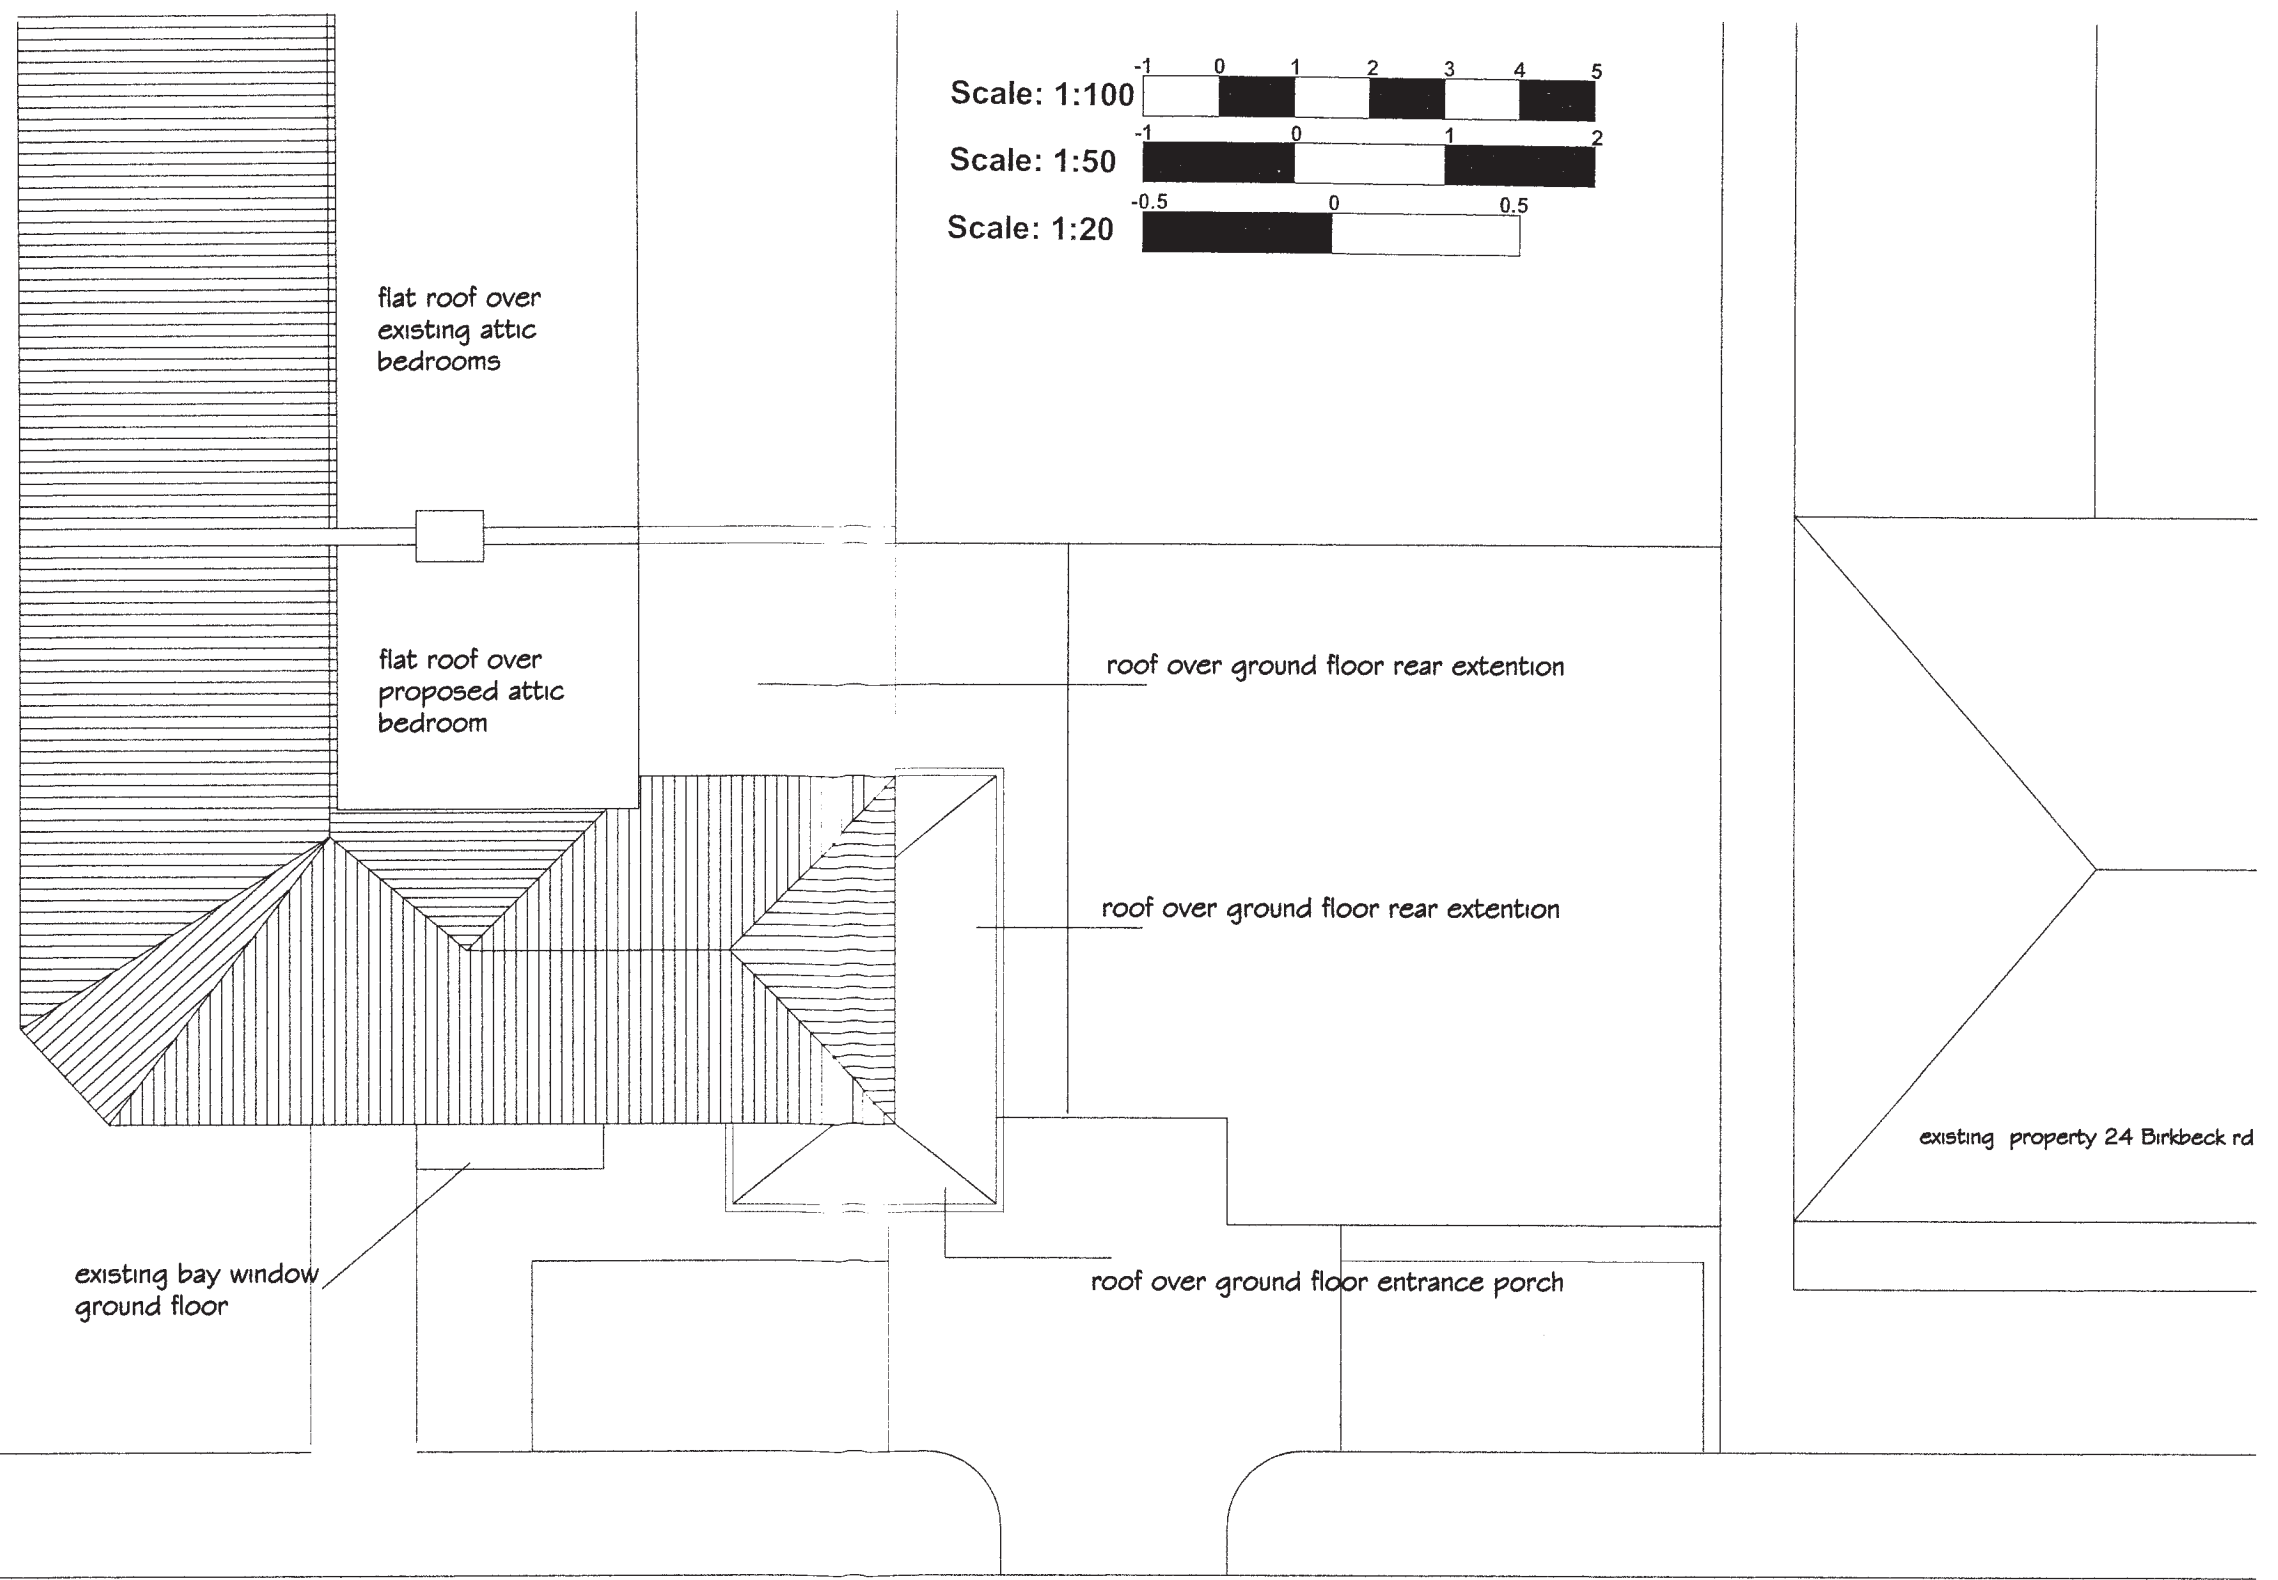 -1 0 1 2 3 4 5
Scale: 1:100
-1 0 1 2
Scale: 1:50
-0.5 0 0.5
Scale: 1:20
flat roof over
existing attic
bedrooms
flat roof over
proposed attic
bedroom
roof over ground floor rear extention
roof over ground floor rear extention
existing property 24 Birkbeck rd
existing bay window
ground floor
roof over ground floor entrance porch